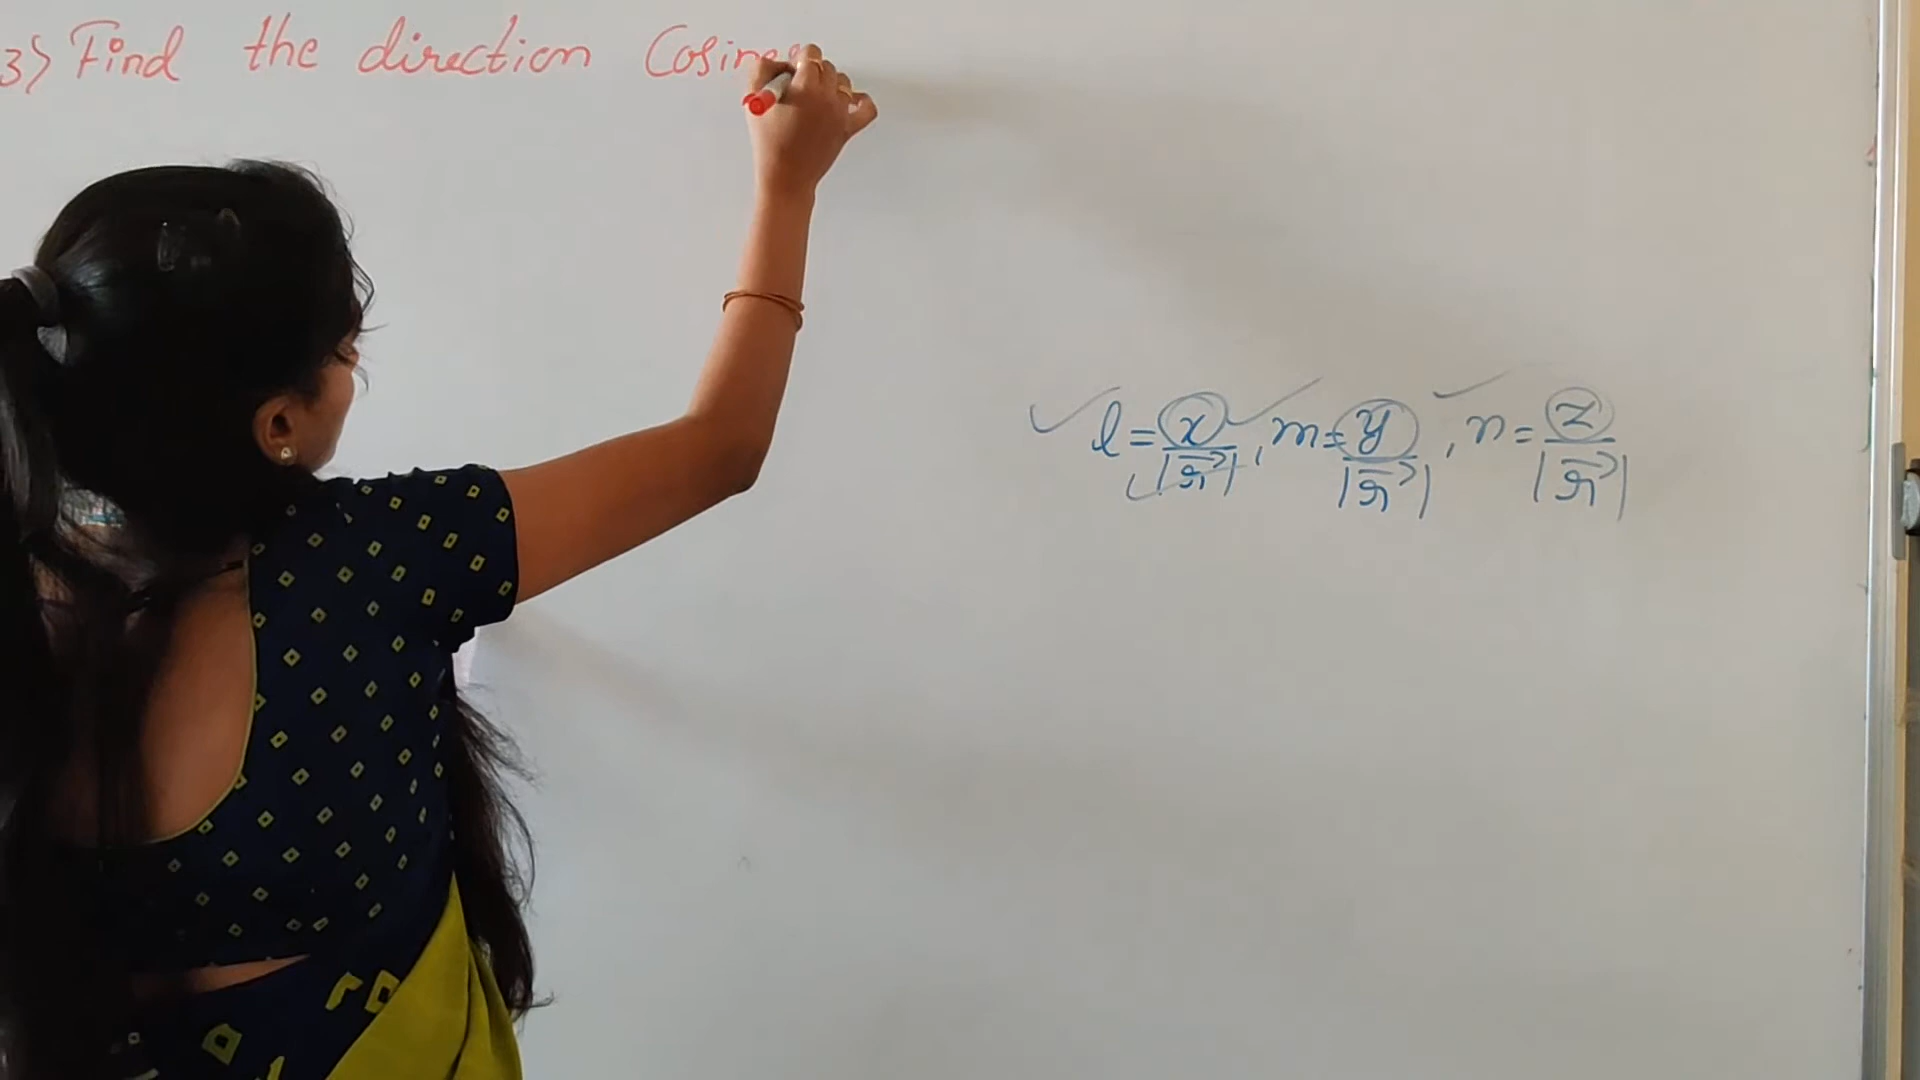 3) Find the direction Cosines
l = x/|r⃗|, m = y/|r⃗|, n = z/|r⃗|